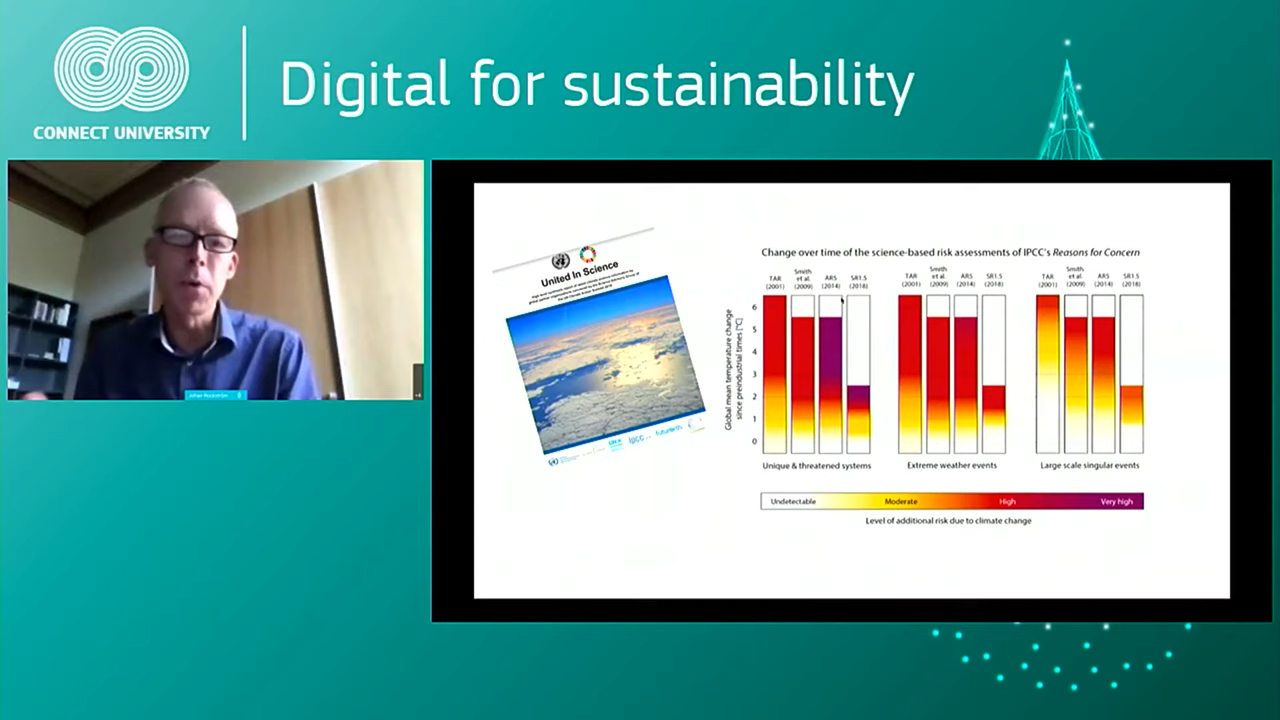 CONNECT UNIVERSITY
Digital for sustainability
United In Science
ipcc
futurearth
Change over time of the science-based risk assessments of IPCC's Reasons for Concern
TAR
(2001)
Smith
et al.
(2009)
AR5
(2014)
SR1.5
(2018)
TAR
(2001)
Smith
et al.
(2009)
AR5
(2014)
SR1.5
(2018)
TAR
(2001)
Smith
et al.
(2009)
AR5
(2014)
SR1.5
(2018)
Global mean temperature change
since preindustrial times [°C]
6
5
4
3
2
1
0
Unique & threatened systems
Extreme weather events
Large scale singular events
Undetectable
Moderate
High
Very high
Level of additional risk due to climate change